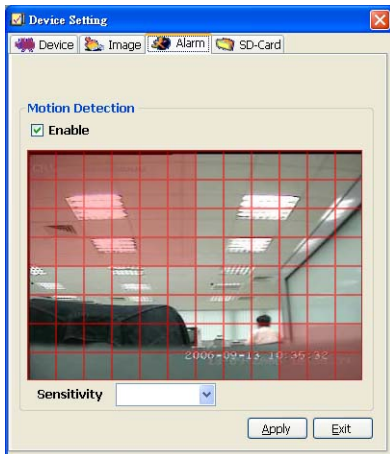 Device Setting
Device Image Alarm SD-Card
Motion Detection
Enable
2006-09-13 10:35:32
Sensitivity
Apply Exit